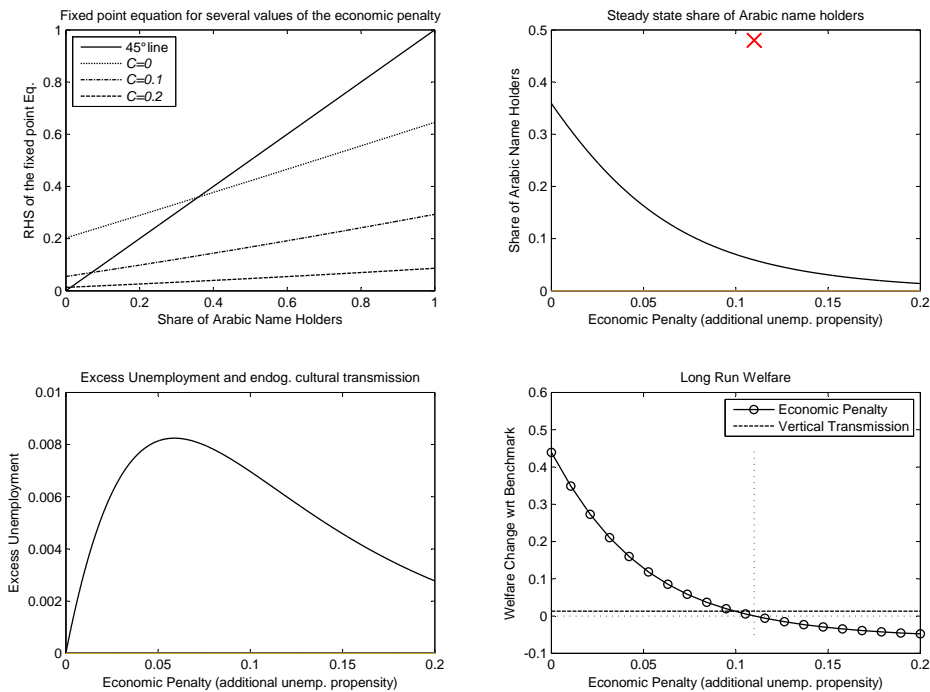 Fixed point equation for several values of the economic penalty
1
0.8
0.6
0.4
0.2
0
RHS of the fixed point Eq.
45° line
C=0
C=0.1
C=0.2
0 0.2 0.4 0.6 0.8 1
Share of Arabic Name Holders
Steady state share of Arabic name holders
0.5
0.4
0.3
0.2
0.1
0
Share of Arabic Name Holders
0 0.05 0.1 0.15 0.2
Economic Penalty (additional unemp. propensity)
Excess Unemployment and endog. cultural transmission
0.01
0.008
0.006
0.004
0.002
0
Excess Unemployment
0 0.05 0.1 0.15 0.2
Economic Penalty (additional unemp. propensity)
Long Run Welfare
0.6
0.5
0.4
0.3
0.2
0.1
0
-0.1
Welfare Change wrt Benchmark
Economic Penalty
Vertical Transmission
0 0.05 0.1 0.15 0.2
Economic Penalty (additional unemp. propensity)